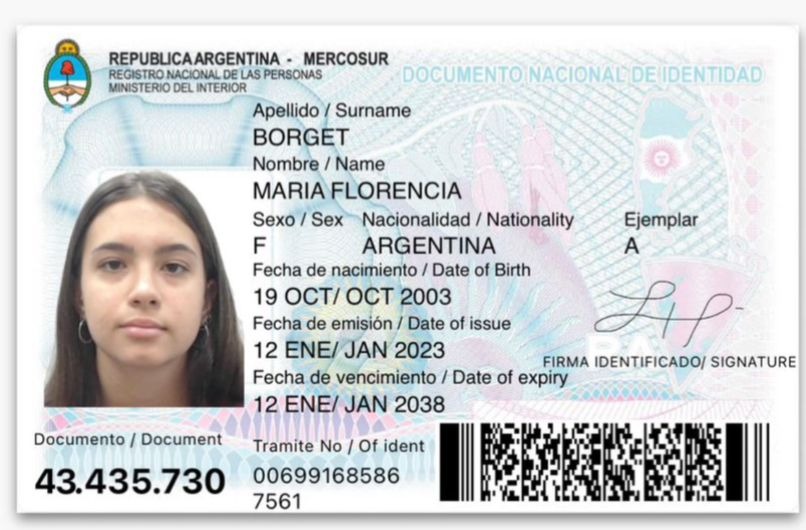 REPUBLICA ARGENTINA - MERCOSUR
REGISTRO NACIONAL DE LAS PERSONAS
MINISTERIO DEL INTERIOR
DOCUMENTO NACIONAL DE IDENTIDAD
Apellido / Surname
BORGET
Nombre / Name
MARIA FLORENCIA
Sexo / Sex Nacionalidad / Nationality Ejemplar
F ARGENTINA A
Fecha de nacimiento / Date of Birth
19 OCT/ OCT 2003
Fecha de emisión / Date of issue
12 ENE/ JAN 2023
FIRMA IDENTIFICADO/ SIGNATURE
Fecha de vencimiento / Date of expiry
12 ENE/ JAN 2038
Documento / Document
43.435.730
Tramite No / Of ident
00699168586
7561